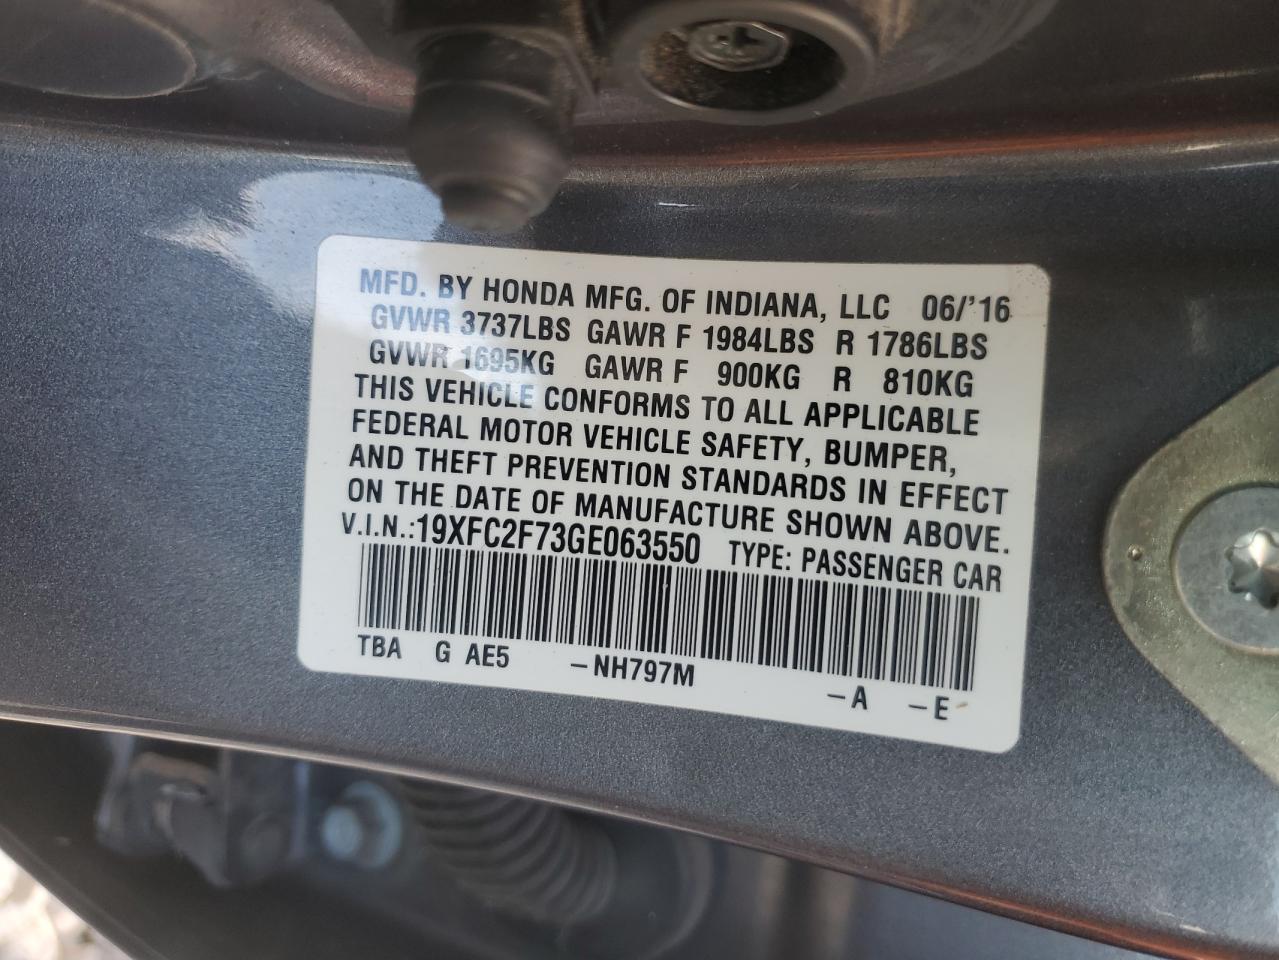 MFD. BY HONDA MFG. OF INDIANA, LLC 06/'16
GVWR 3737LBS GAWR F 1984LBS R 1786LBS
GVWR 1695KG GAWR F 900KG R 810KG
THIS VEHICLE CONFORMS TO ALL APPLICABLE
FEDERAL MOTOR VEHICLE SAFETY, BUMPER,
AND THEFT PREVENTION STANDARDS IN EFFECT
ON THE DATE OF MANUFACTURE SHOWN ABOVE.
V.I.N.:19XFC2F73GE063550 TYPE: PASSENGER CAR
TBA G AE5 –NH797M –A –E